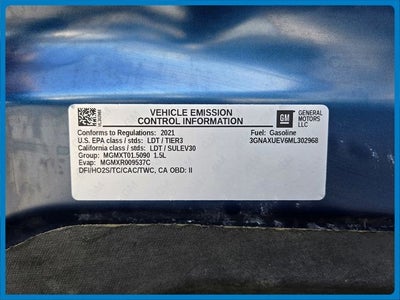 VEHICLE EMISSION
CONTROL INFORMATION
GM
GENERAL
MOTORS
LLC
Conforms to Regulations: 2021
Fuel: Gasoline
U.S. EPA class / stds: LDT / TIER3
3GNAXUEV6ML302968
California class / stds: LDT / SULEV30
Group: MGMXT01.5090 1.5L
Evap: MGMXR009537C
DFI/HO2S/TC/CAC/TWC, CA OBD: II